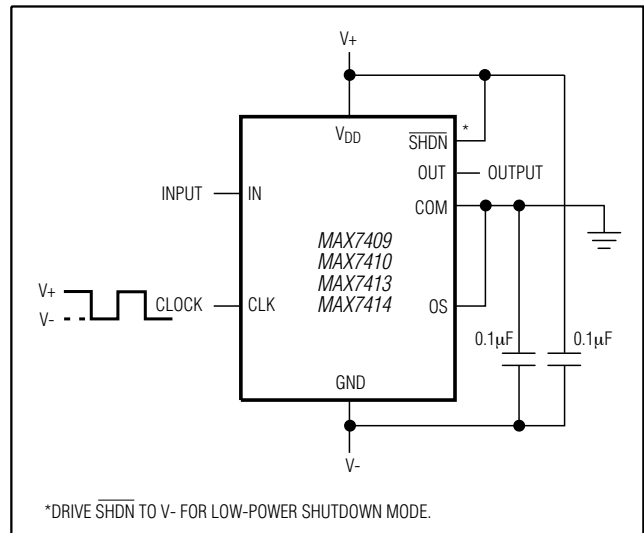 V+
VDD
SHDN
*
OUT
OUTPUT
INPUT
IN
COM
MAX7409
MAX7410
MAX7413
MAX7414
V+
V-
CLOCK
CLK
OS
0.1µF
0.1µF
GND
V-
*DRIVE SHDN TO V- FOR LOW-POWER SHUTDOWN MODE.